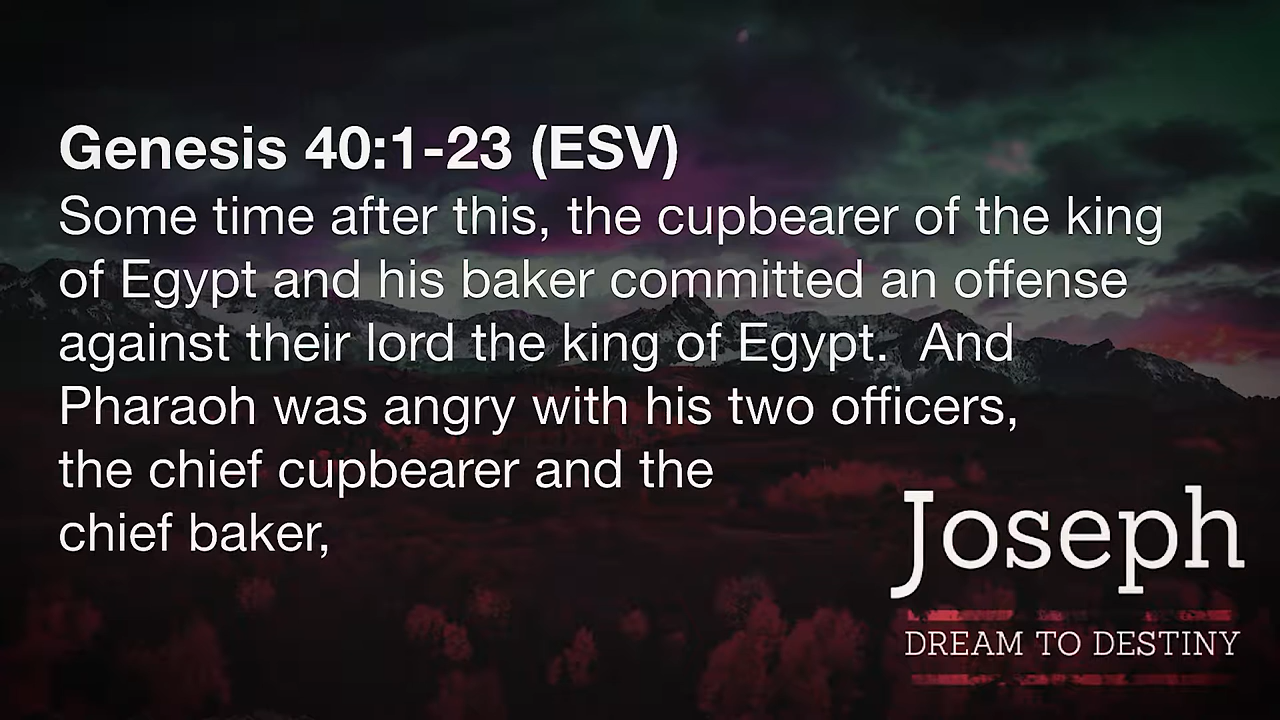 Genesis 40:1-23 (ESV)
Some time after this, the cupbearer of the king
of Egypt and his baker committed an offense
against their lord the king of Egypt.  And
Pharaoh was angry with his two officers,
the chief cupbearer and the
chief baker,
Joseph
DREAM TO DESTINY